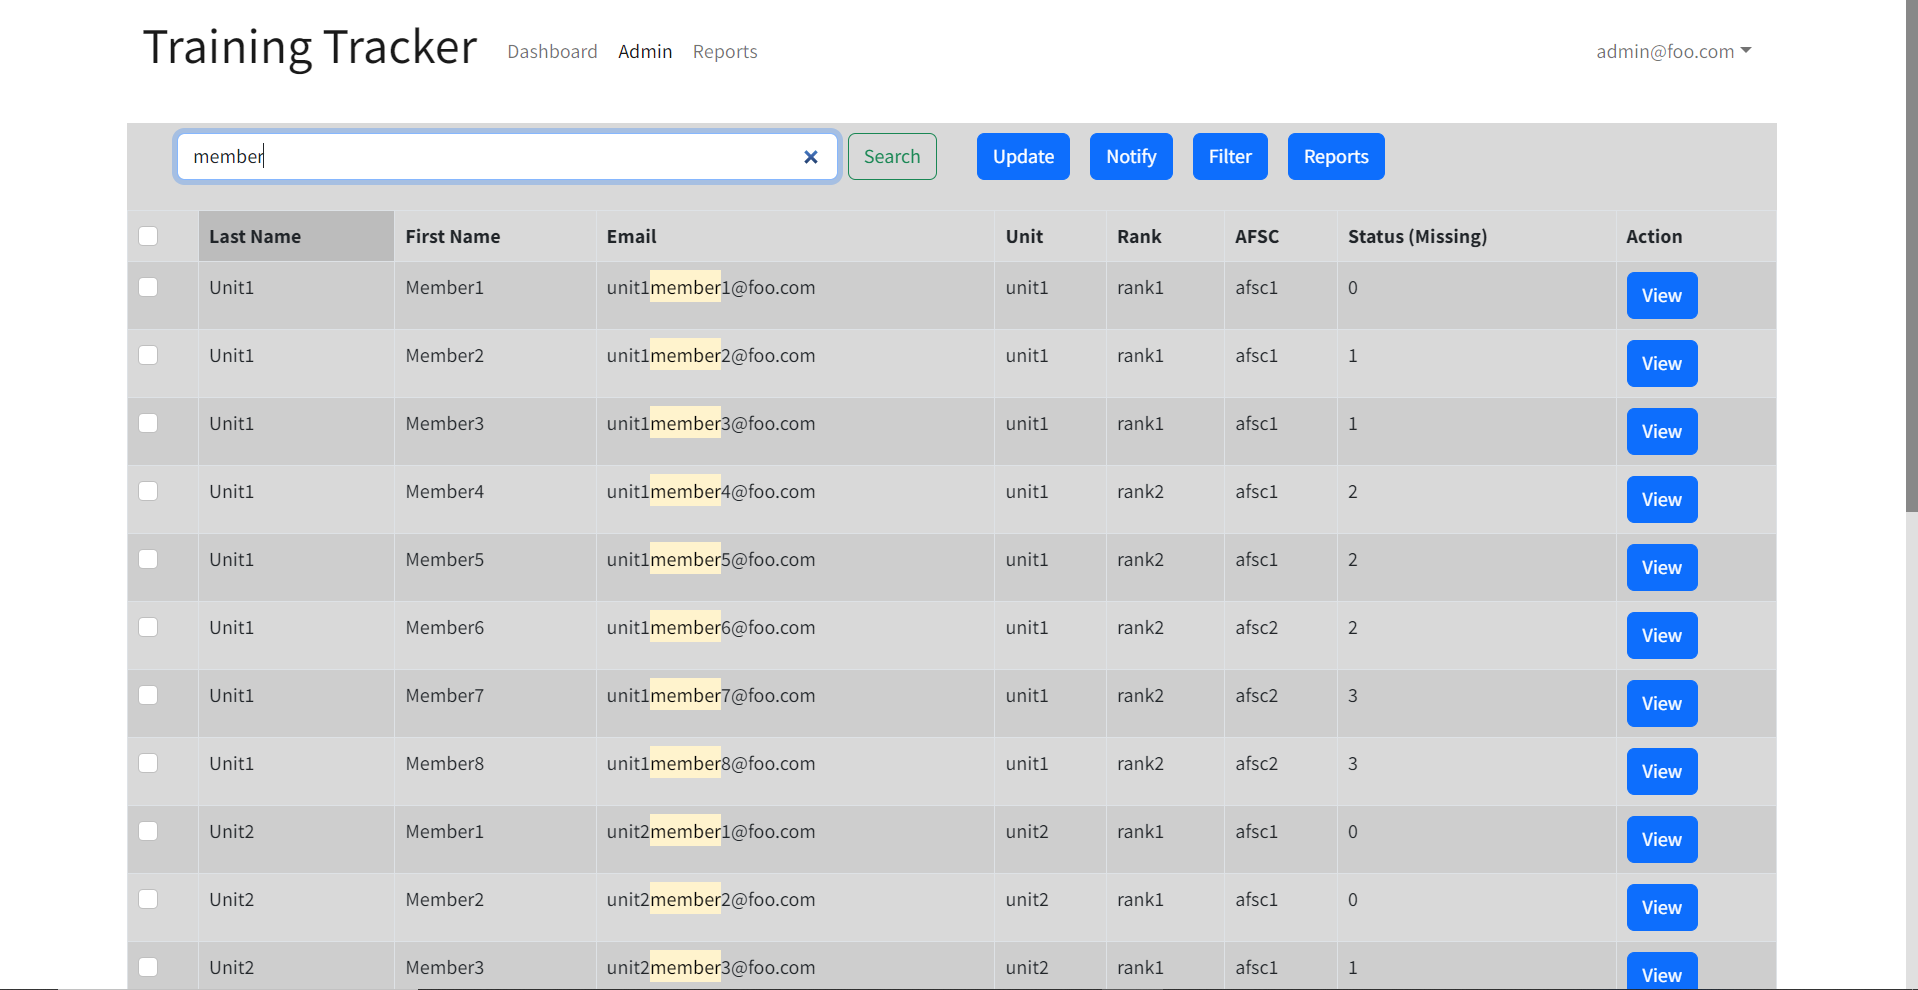 Training Tracker Dashboard Admin Reports admin@foo.com
member × Search Update Notify Filter Reports
Last Name First Name Email Unit Rank AFSC Status (Missing) Action
Unit1 Member1 unit1member1@foo.com unit1 rank1 afsc1 0 View
Unit1 Member2 unit1member2@foo.com unit1 rank1 afsc1 1 View
Unit1 Member3 unit1member3@foo.com unit1 rank1 afsc1 1 View
Unit1 Member4 unit1member4@foo.com unit1 rank2 afsc1 2 View
Unit1 Member5 unit1member5@foo.com unit1 rank2 afsc1 2 View
Unit1 Member6 unit1member6@foo.com unit1 rank2 afsc2 2 View
Unit1 Member7 unit1member7@foo.com unit1 rank2 afsc2 3 View
Unit1 Member8 unit1member8@foo.com unit1 rank2 afsc2 3 View
Unit2 Member1 unit2member1@foo.com unit2 rank1 afsc1 0 View
Unit2 Member2 unit2member2@foo.com unit2 rank1 afsc1 0 View
Unit2 Member3 unit2member3@foo.com unit2 rank1 afsc1 1 View